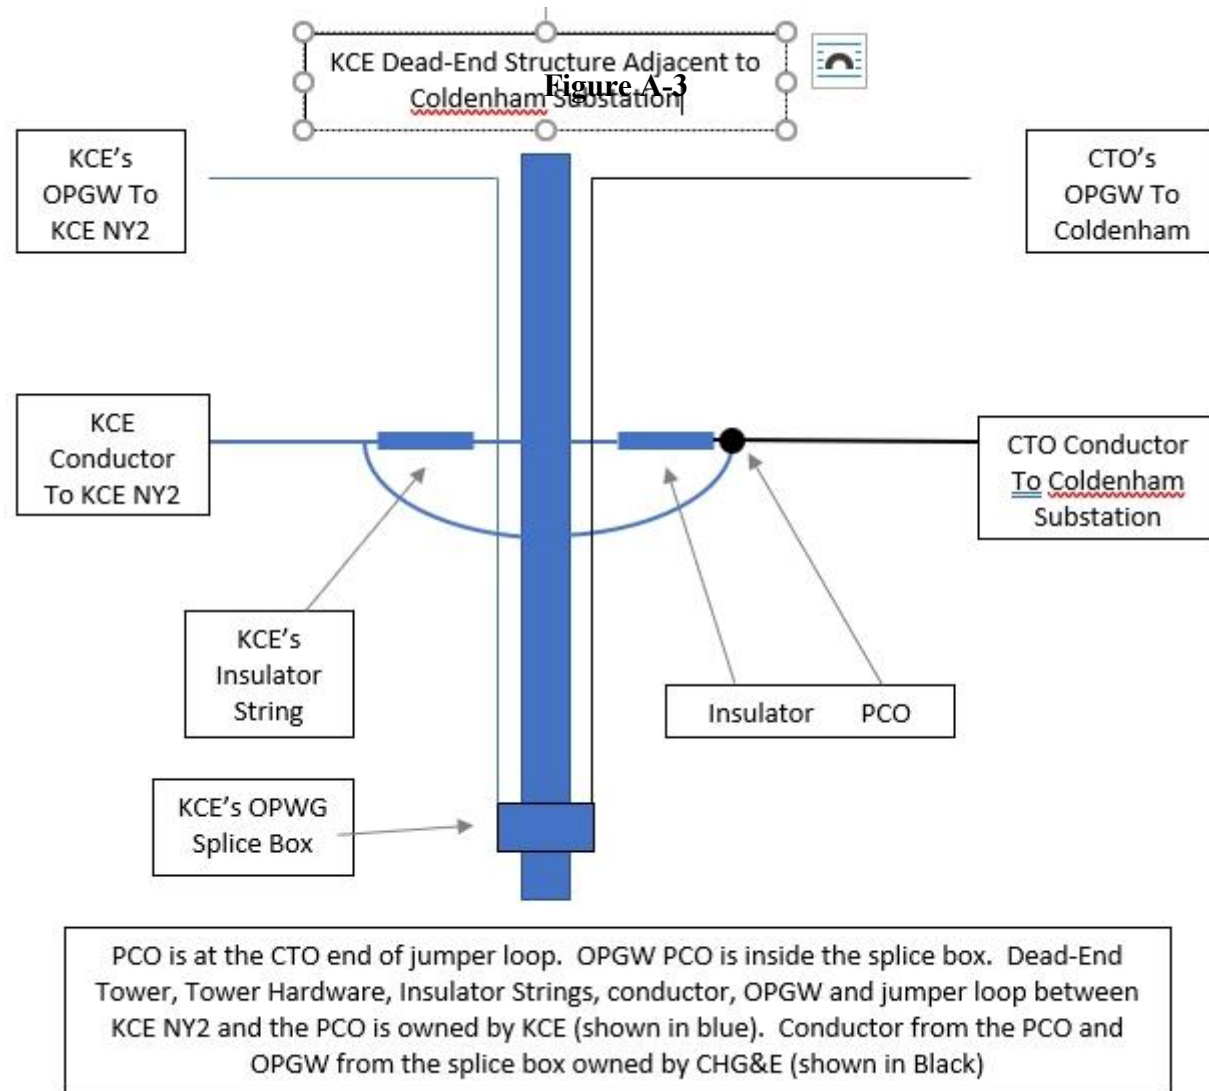 KCE Dead-End Structure Adjacent to
Coldenham Substation
Figure A-3
KCE's
OPGW To
KCE NY2
CTO's
OPGW To
Coldenham
KCE
Conductor
To KCE NY2
CTO Conductor
To Coldenham
Substation
KCE's
Insulator
String
Insulator PCO
KCE's OPWG
Splice Box
PCO is at the CTO end of jumper loop. OPGW PCO is inside the splice box. Dead-End
Tower, Tower Hardware, Insulator Strings, conductor, OPGW and jumper loop between
KCE NY2 and the PCO is owned by KCE (shown in blue). Conductor from the PCO and
OPGW from the splice box owned by CHG&E (shown in Black)